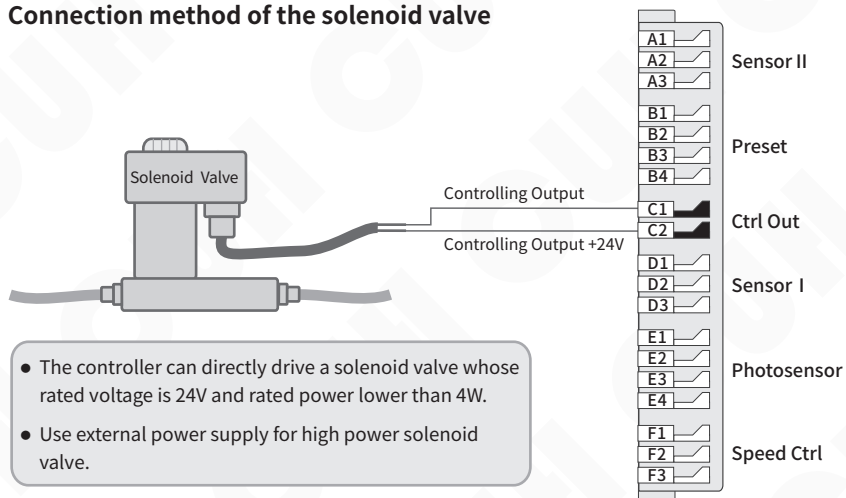 Connection method of the solenoid valve
Solenoid Valve
Controlling Output
Controlling Output +24V
A1
A2
A3
Sensor II
B1
B2
B3
B4
Preset
C1
C2
Ctrl Out
D1
D2
D3
Sensor I
E1
E2
E3
E4
Photosensor
F1
F2
F3
Speed Ctrl
● The controller can directly drive a solenoid valve whose
rated voltage is 24V and rated power lower than 4W.
● Use external power supply for high power solenoid
valve.